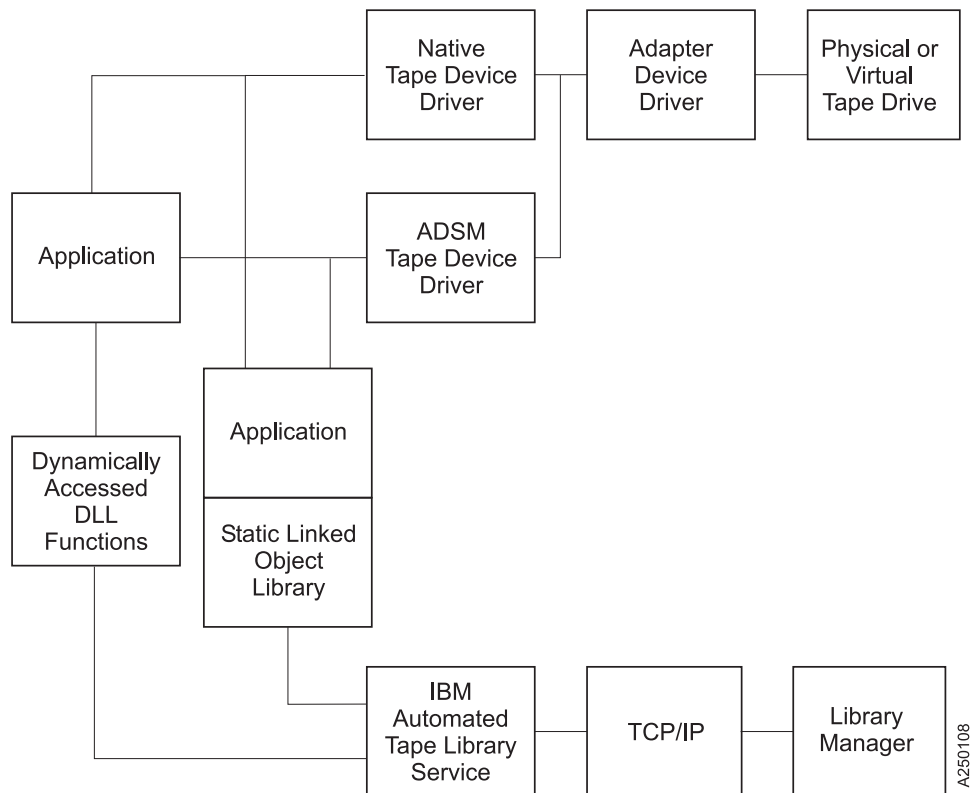 Native
Tape Device
Driver
Adapter
Device
Driver
Physical or
Virtual
Tape Drive
Application
ADSM
Tape Device
Driver
Application
Dynamically
Accessed
DLL
Functions
Static Linked
Object
Library
IBM
Automated
Tape Library
Service
TCP/IP
Library
Manager
A250108